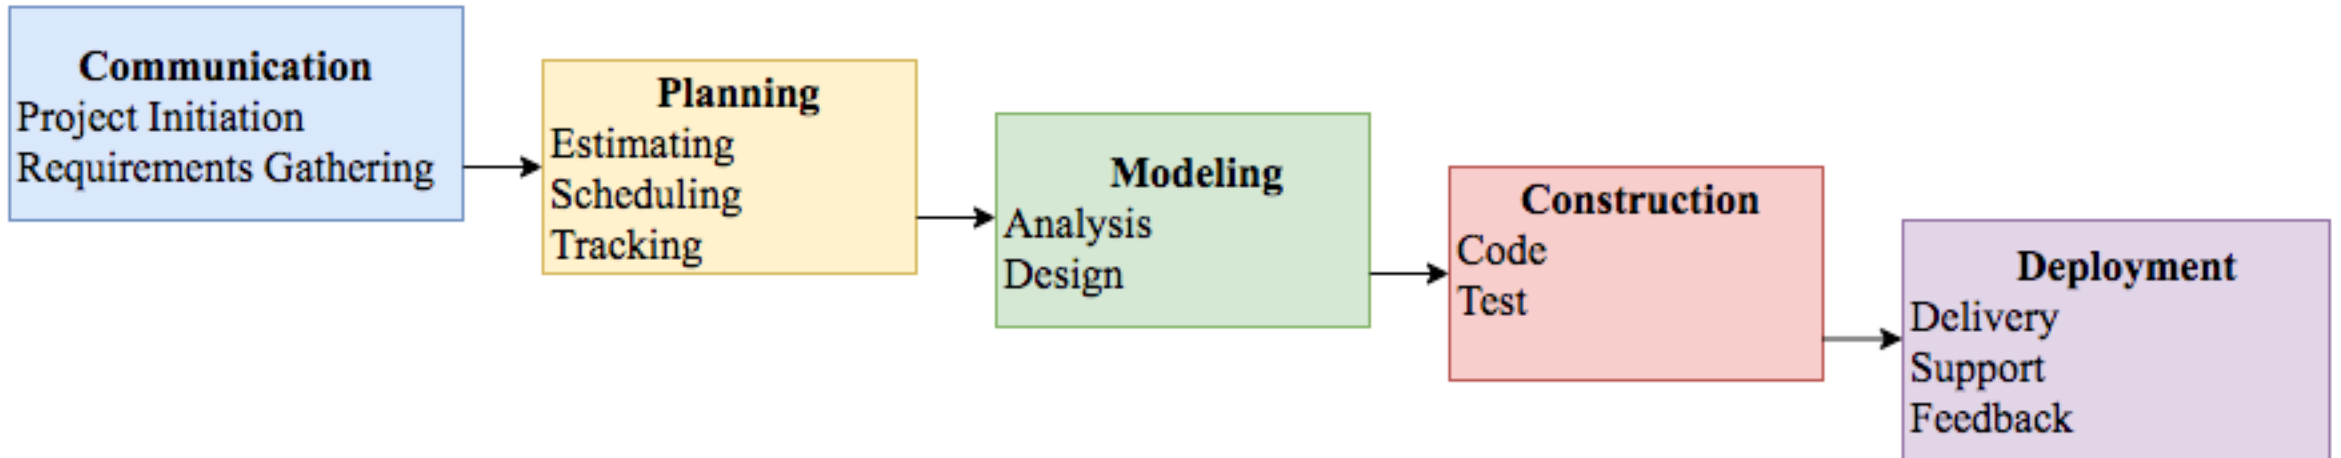 Communication
Project Initiation
Requirements Gathering
Planning
Estimating
Scheduling
Tracking
Modeling
Analysis
Design
Construction
Code
Test
Deployment
Delivery
Support
Feedback